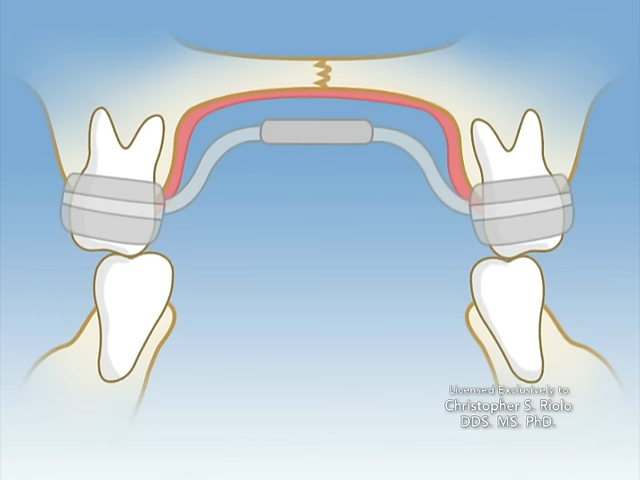 Licensed Exclusively to
Christopher S. Riolo
DDS. MS. PhD.